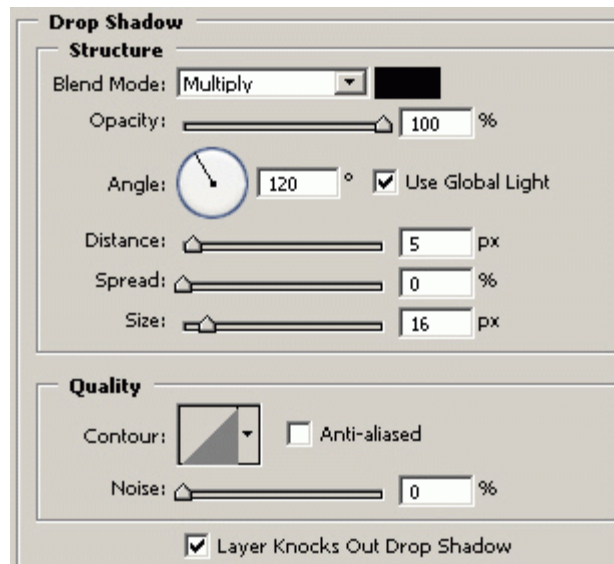 Drop Shadow
Structure
Blend Mode: Multiply
Opacity: 100 %
Angle: 120 ° Use Global Light
Distance: 5 px
Spread: 0 %
Size: 16 px
Quality
Contour: Anti-aliased
Noise: 0 %
Layer Knocks Out Drop Shadow